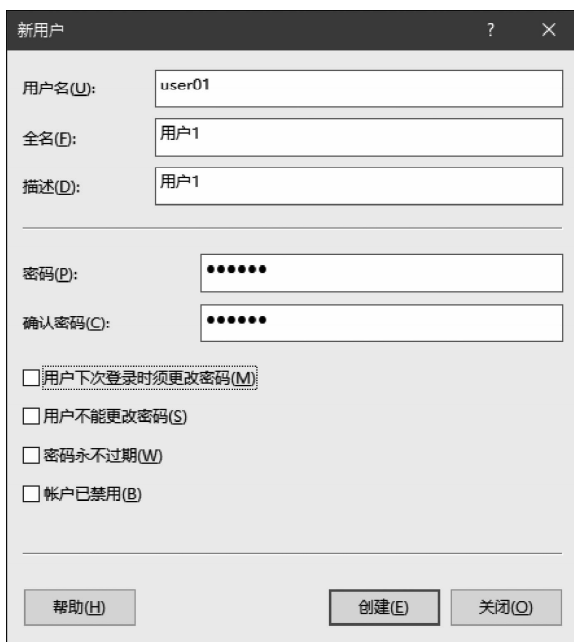 新用户 ?
用户名(U): user01
全名(F): 用户1
描述(D): 用户1
密码(P): ●●●●●●
确认密码(C): ●●●●●●
用户下次登录时须更改密码(M)
用户不能更改密码(S)
密码永不过期(W)
帐户已禁用(B)
帮助(H) 创建(E) 关闭(O)